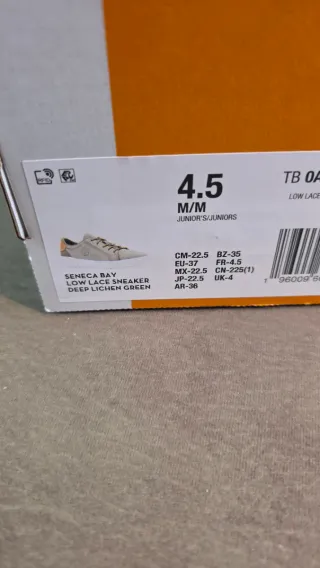 4.5
M/M
JUNIOR'S/JUNIORS
TB 0A
LOW LACE
CM-22.5 BZ-35
EU-37 FR-4.5
MX-22.5 CN-225(1)
JP-22.5 UK-4
AR-36
SENECA BAY
LOW LACE SNEAKER
DEEP LICHEN GREEN
1 96009